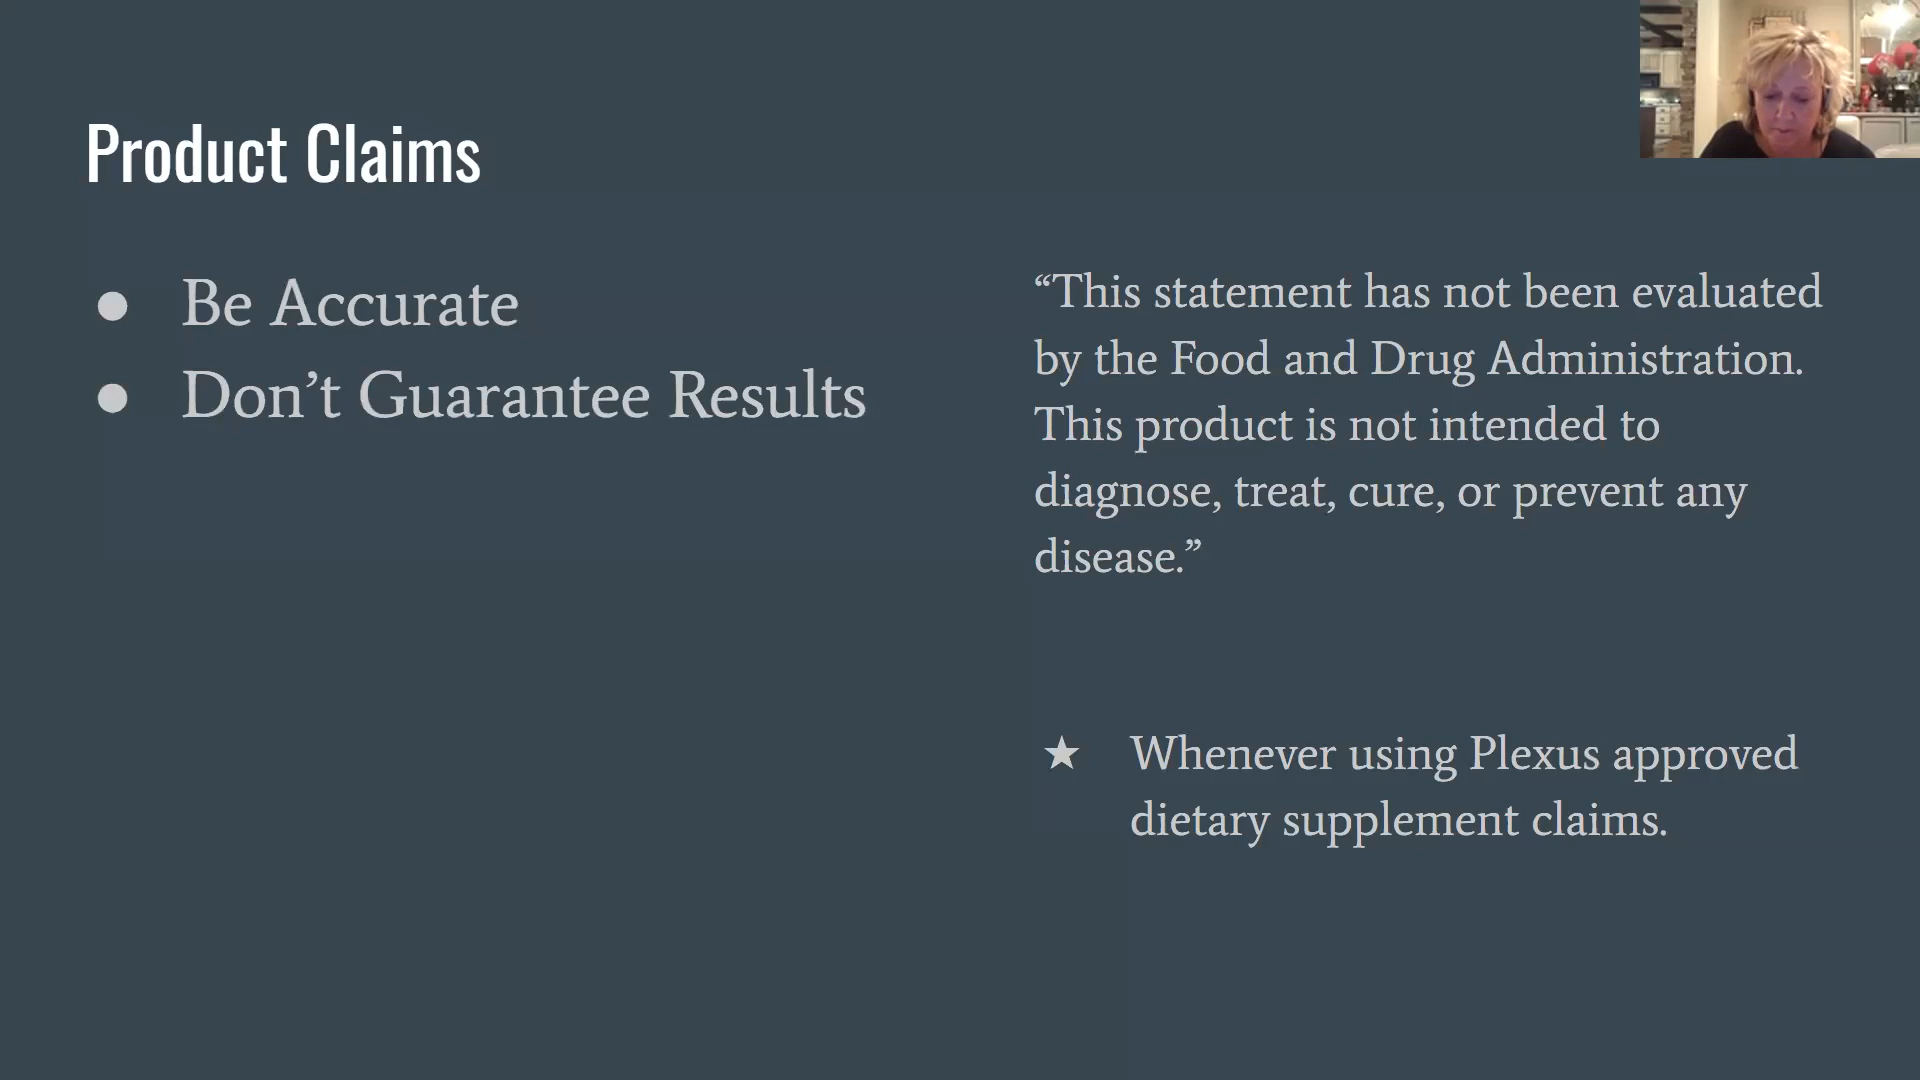 Product Claims
● Be Accurate
● Don’t Guarantee Results
“This statement has not been evaluated
by the Food and Drug Administration.
This product is not intended to
diagnose, treat, cure, or prevent any
disease.”
★ Whenever using Plexus approved
dietary supplement claims.